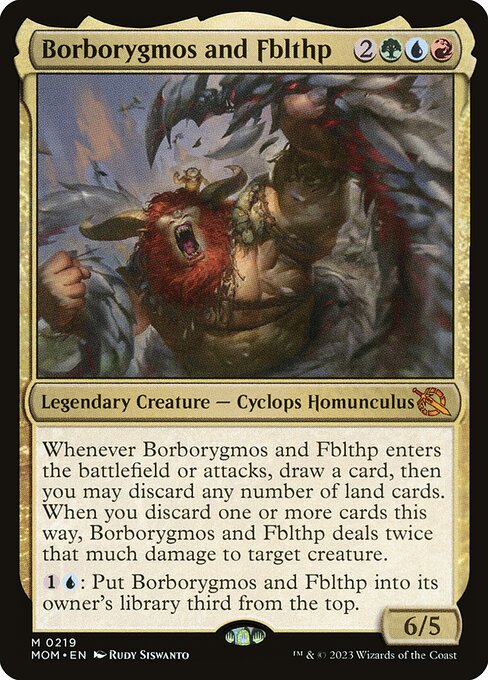 Borborygmos and Fblthp 2
Legendary Creature — Cyclops Homunculus
Whenever Borborygmos and Fblthp enters
the battlefield or attacks, draw a card, then
you may discard any number of land cards.
When you discard one or more cards this
way, Borborygmos and Fblthp deals twice
that much damage to target creature.
1 : Put Borborygmos and Fblthp into its
owner's library third from the top.
6/5
M 0219
MOM • EN Rudy Siswanto ™ & © 2023 Wizards of the Coast